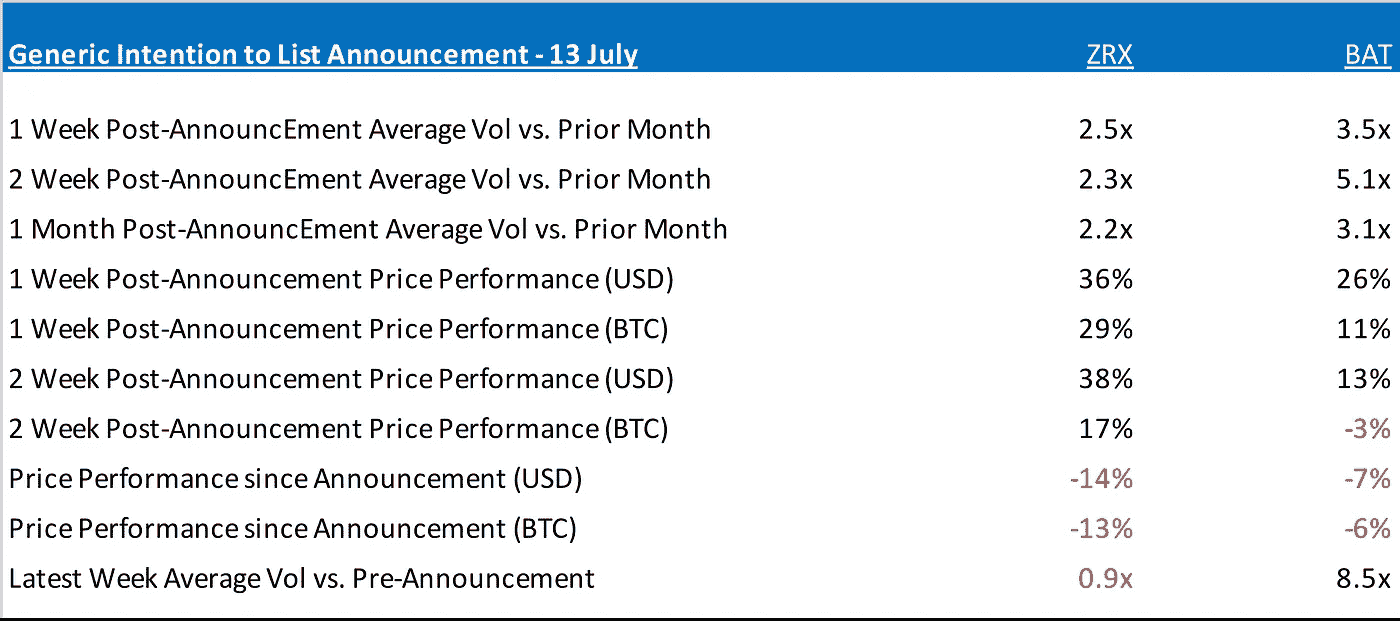 Generic Intention to List Announcement - 13 July ZRX BAT
1 Week Post-AnnouncEment Average Vol vs. Prior Month 2.5x 3.5x
2 Week Post-AnnouncEment Average Vol vs. Prior Month 2.3x 5.1x
1 Month Post-AnnouncEment Average Vol vs. Prior Month 2.2x 3.1x
1 Week Post-Announcement Price Performance (USD) 36% 26%
1 Week Post-Announcement Price Performance (BTC) 29% 11%
2 Week Post-Announcement Price Performance (USD) 38% 13%
2 Week Post-Announcement Price Performance (BTC) 17% -3%
Price Performance since Announcement (USD) -14% -7%
Price Performance since Announcement (BTC) -13% -6%
Latest Week Average Vol vs. Pre-Announcement 0.9x 8.5x